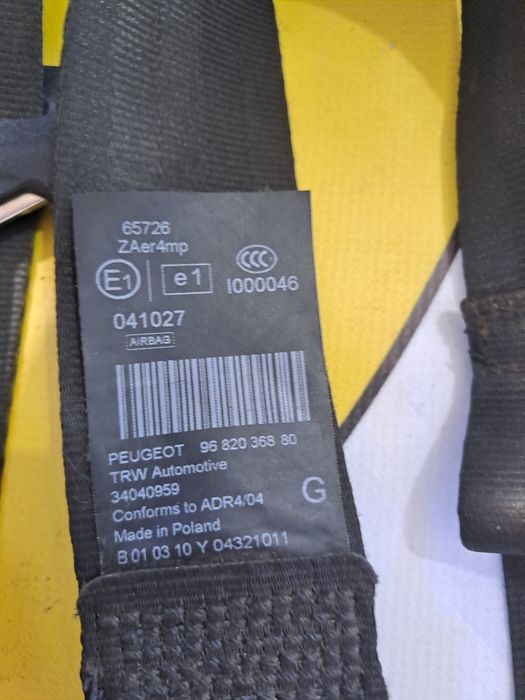 65726
ZAer4mp
E1 e1 CCC
I000046
041027
AIRBAG
PEUGEOT 96 820 368 80
TRW Automotive
34040959
Conforms to ADR4/04 G
Made in Poland
B 01 03 10 Y 04321011